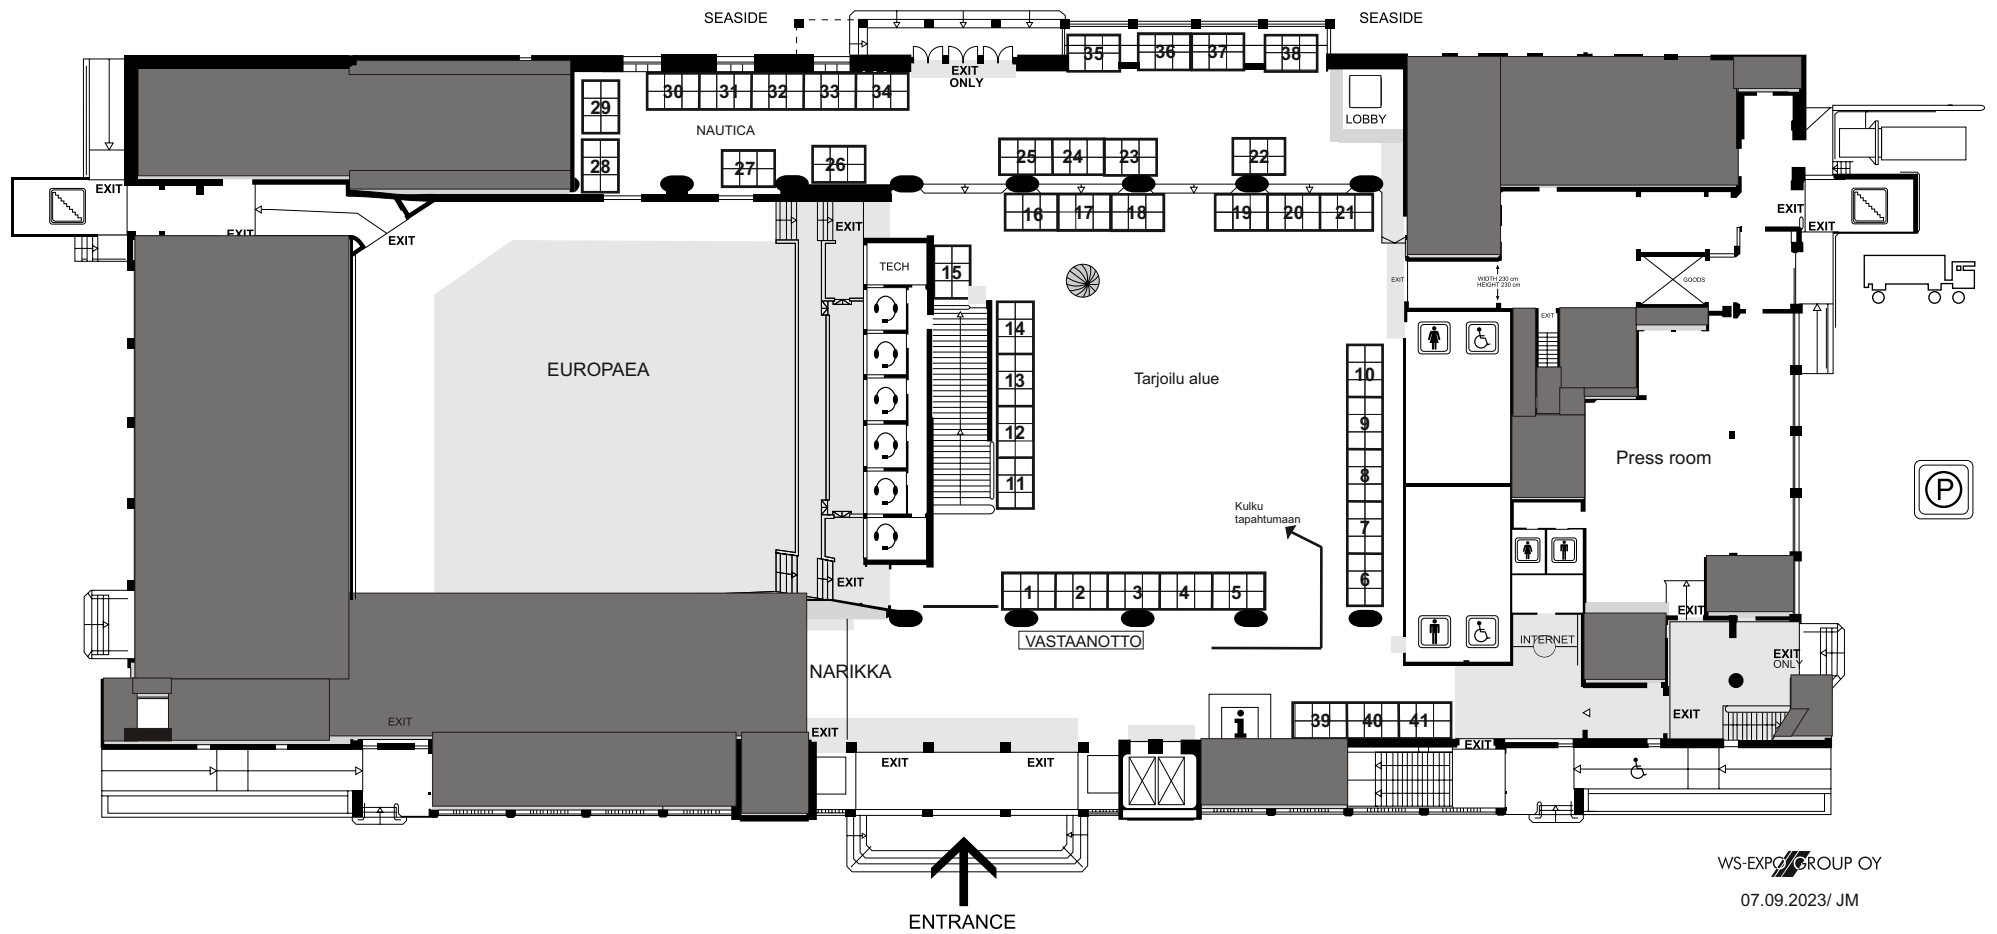 SEASIDE
SEASIDE
35
36
37
38
EXIT
ONLY
30
31
32
33
34
29
LOBBY
NAUTICA
25
24
23
22
26
27
28
EXIT
EXIT
EXIT
16
17
18
19
20
21
EXIT
EXIT
EXIT
EXIT
TECH
15
EXIT
WIDTH 230 cm
HEIGHT 230 cm
GOODS
EXIT
14
EUROPAEA
13
Tarjoilu alue
10
9
12
Press room
8
11
P
Kulku
tapahtumaan
7
6
EXIT
1
2
3
4
5
EXIT
VASTAANOTTO
INTERNET
EXIT
ONLY
NARIKKA
EXIT
39
40
41
EXIT
i
EXIT
EXIT
EXIT
EXIT
WS-EXPO GROUP OY
07.09.2023/ JM
ENTRANCE